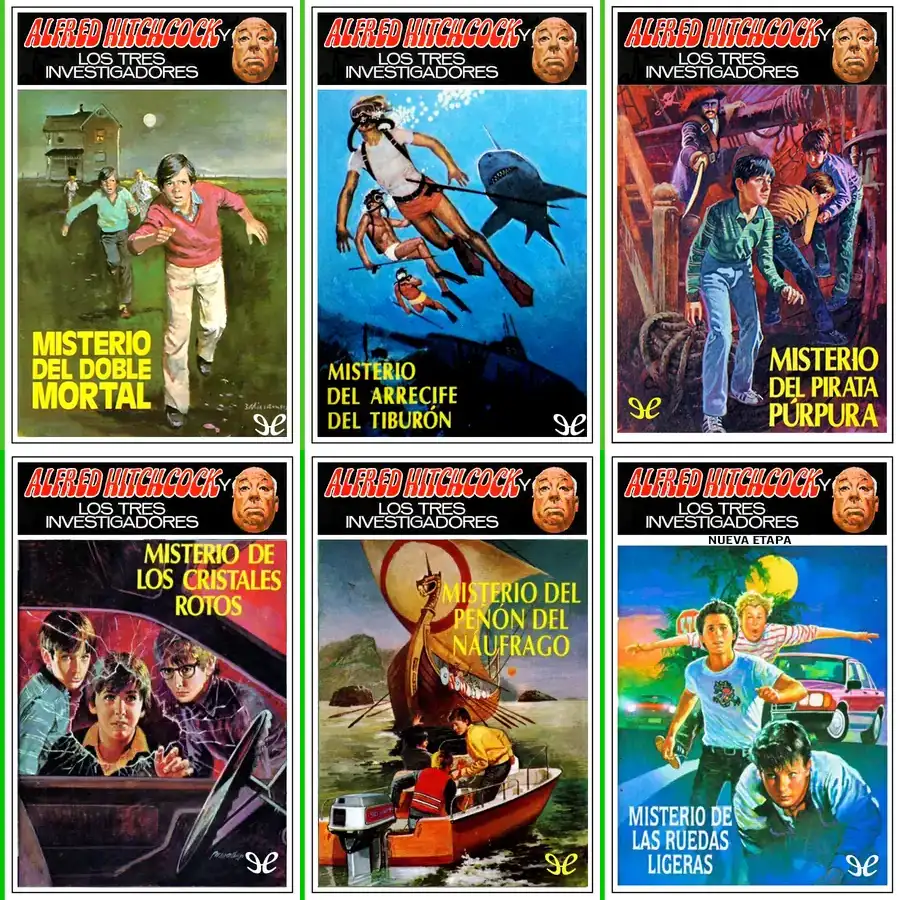 ALFRED HITCHCOCK Y
LOS TRES
INVESTIGADORES
MISTERIO
DEL DOBLE
MORTAL
ALFRED HITCHCOCK Y
LOS TRES
INVESTIGADORES
MISTERIO
DEL ARRECIFE
DEL TIBURÓN
ALFRED HITCHCOCK Y
LOS TRES
INVESTIGADORES
MISTERIO
DEL PIRATA
PÚRPURA
ALFRED HITCHCOCK Y
LOS TRES
INVESTIGADORES
MISTERIO DE
LOS CRISTALES
ROTOS
ALFRED HITCHCOCK Y
LOS TRES
INVESTIGADORES
MISTERIO DEL
PEÑÓN DEL
NÁUFRAGO
ALFRED HITCHCOCK Y
LOS TRES
INVESTIGADORES
NUEVA ETAPA
MISTERIO DE
LAS RUEDAS
LIGERAS